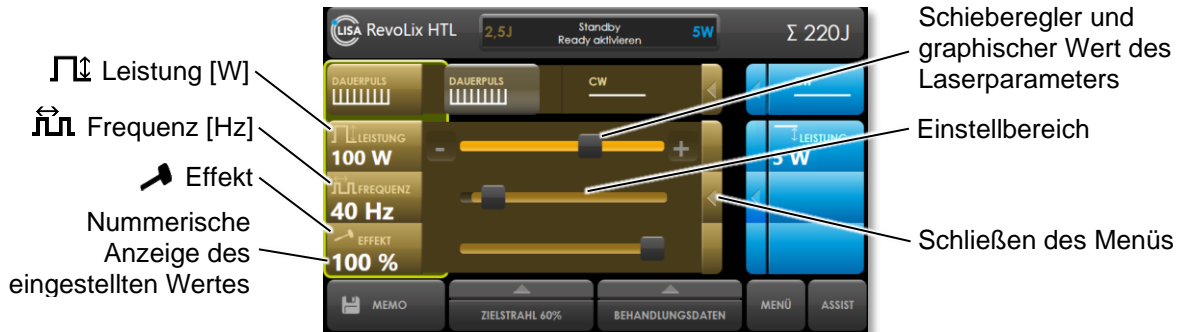 Leistung [W]
Frequenz [Hz]
Effekt
Nummerische
Anzeige des
eingestellten Wertes
LISA RevoLix HTL
2,5J
Standby
Ready aktivieren
5W
Σ 220J
DAUERPULS
DAUERPULS
CW
LEISTUNG
100 W
-
+
LEISTUNG
5 W
FREQUENZ
40 Hz
EFFEKT
100 %
MEMO
ZIELSTRAHL 60%
BEHANDLUNGSDATEN
MENÜ
ASSIST
Schieberegler und
graphischer Wert des
Laserparameters
Einstellbereich
Schließen des Menüs